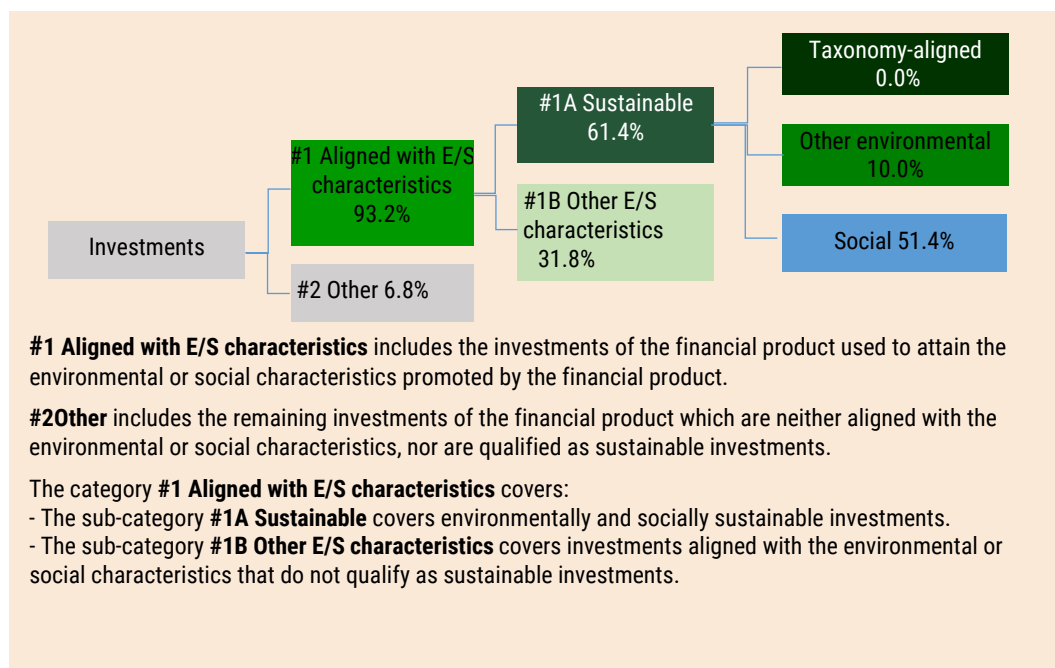 Taxonomy-aligned
0.0%
#1A Sustainable
61.4%
Other environmental
10.0%
#1 Aligned with E/S
characteristics
93.2%
#1B Other E/S
characteristics
31.8%
Investments
Social 51.4%
#2 Other 6.8%
#1 Aligned with E/S characteristics includes the investments of the financial product used to attain the
environmental or social characteristics promoted by the financial product.
#2Other includes the remaining investments of the financial product which are neither aligned with the
environmental or social characteristics, nor are qualified as sustainable investments.
The category #1 Aligned with E/S characteristics covers:
- The sub-category #1A Sustainable covers environmentally and socially sustainable investments.
- The sub-category #1B Other E/S characteristics covers investments aligned with the environmental or
social characteristics that do not qualify as sustainable investments.